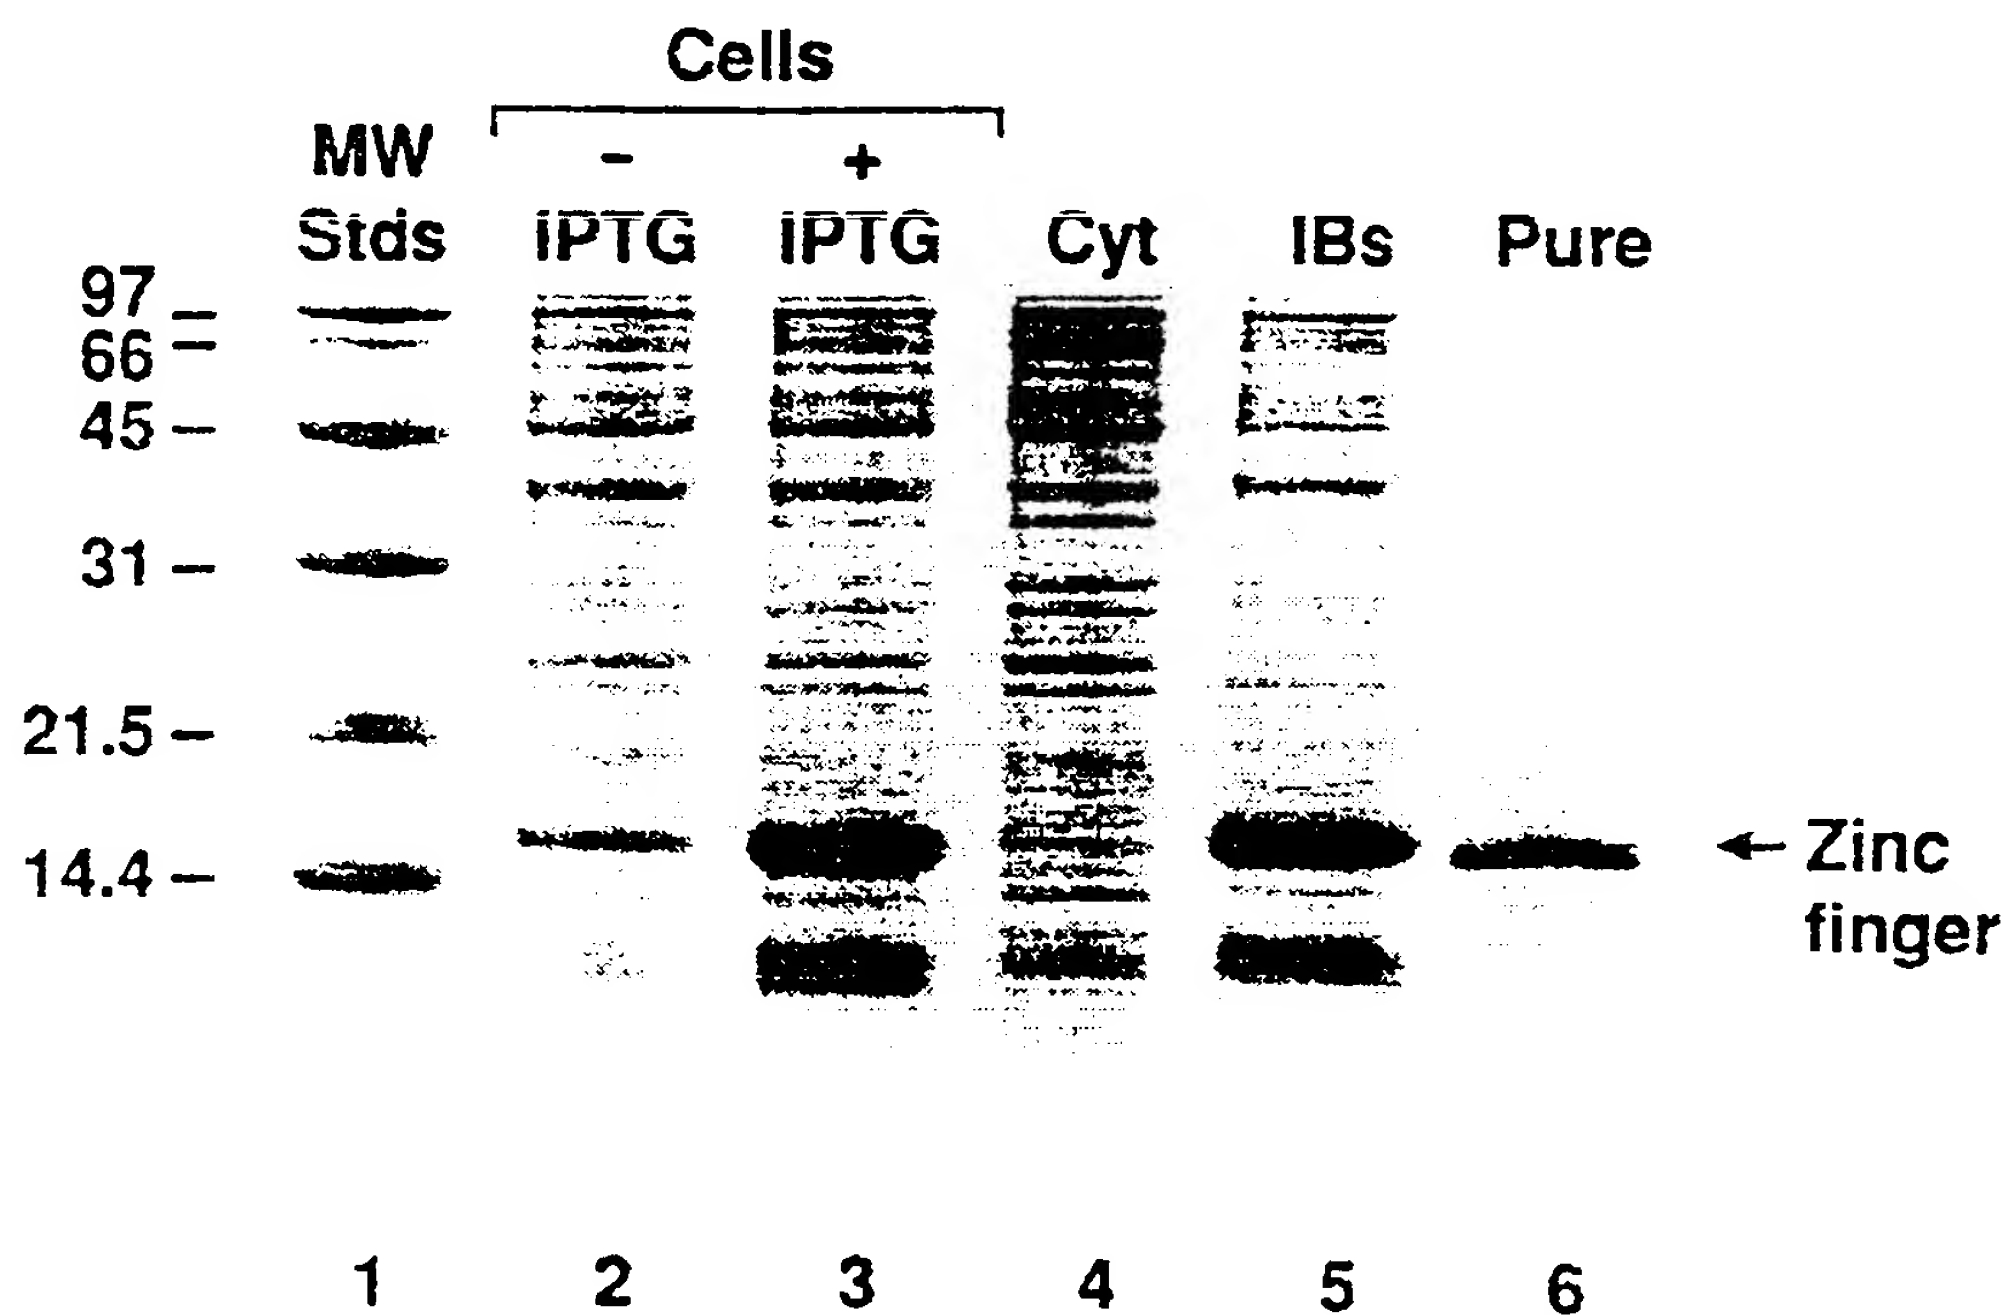 Cells
MW - +
Stds IPTG IPTG Cyt IBs Pure
97
66
45
31
21.5
14.4
← Zinc
finger
1 2 3 4 5 6